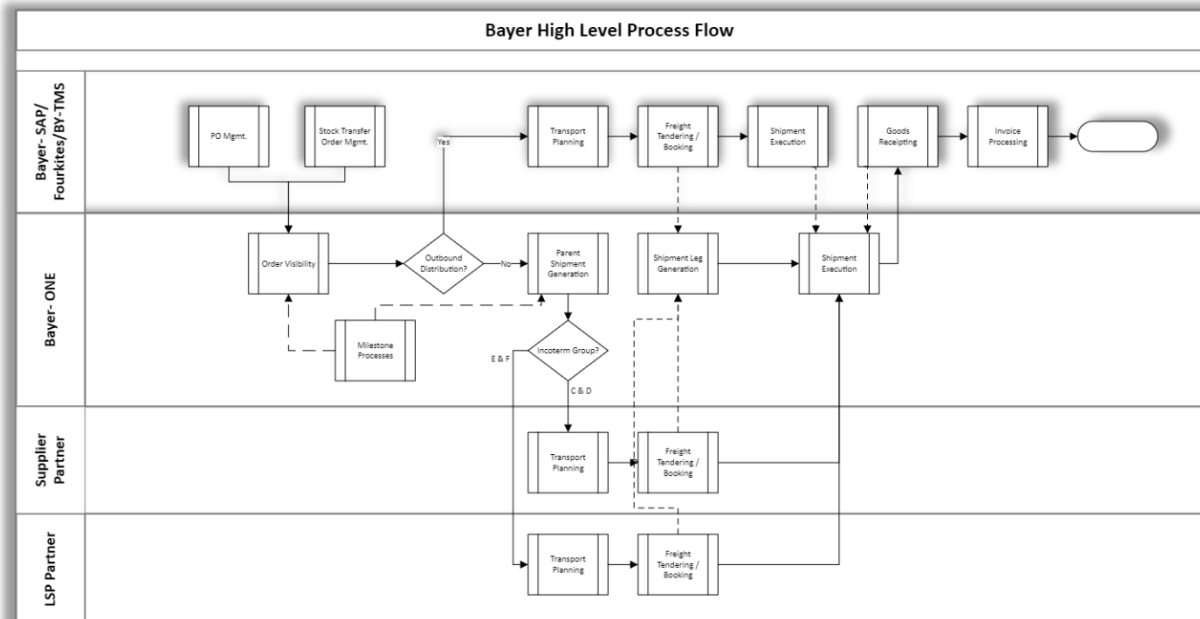 Bayer High Level Process Flow
Bayer- SAP/
Fourkites/BY-TMS
PO Mgmt.
Stock Transfer
Order Mgmt.
Yes
Transport
Planning
Freight
Tendering /
Booking
Shipment
Execution
Goods
Receipting
Invoice
Processing
Bayer- ONE
Order Visibility
Outbound
Distribution?
No
Parent
Shipment
Generation
Shipment Leg
Generation
Shipment
Execution
Milestone
Processes
Incoterm Group?
E & F
C & D
Supplier
Partner
Transport
Planning
Freight
Tendering /
Booking
LSP Partner
Transport
Planning
Freight
Tendering /
Booking